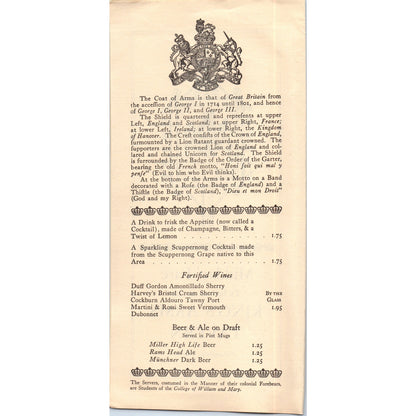 The Coat of Arms is that of Great Britain from
the accession of George I in 1714 until 1801, and hence
of George I, George II, and George III.
The Shield is quartered and represents at upper
Left, England and Scotland; at upper Right, France;
at lower Left, Ireland; at lower Right, the Kingdom
of Hanover. The Crest consists of the Crown of England,
surmounted by a Lion statant guardant crowned. The
supporters are the crowned Lion of England and col-
lared and chained Unicorn for Scotland. The Shield
is surrounded by the Badge of the Order of the Garter,
bearing the old French motto, "Honi soit qui mal y
pense" (Evil to him who Evil thinks).
At the bottom of the Arms is a Motto on a Band
decorated with a Rose (the Badge of England) and a
Thistle (the Badge of Scotland), "Dieu et mon Droit"
(God and my Right).
A Drink to frisk the Appetite (now called a
Cocktail), made of Champagne, Bitters, & a
Twist of Lemon . . . . 1.75
A Sparkling Scuppernong Cocktail made
from the Scuppernong Grape native to this
Area . . . . 1.75
Fortified Wines
Duff Gordon Amontillado Sherry
Harvey's Bristol Cream Sherry
Cockburn Aldouro Tawny Port
Martini & Rossi Sweet Vermouth
Dubonnet
By the
Glass
1.95
Beer & Ale on Draft
Served in Pint Mugs
Miller High Life Beer 1.25
Rams Head Ale 1.25
Münchner Dark Beer 1.25
The Servers, costumed in the Manner of their colonial Forebears,
are Students of the College of William and Mary.